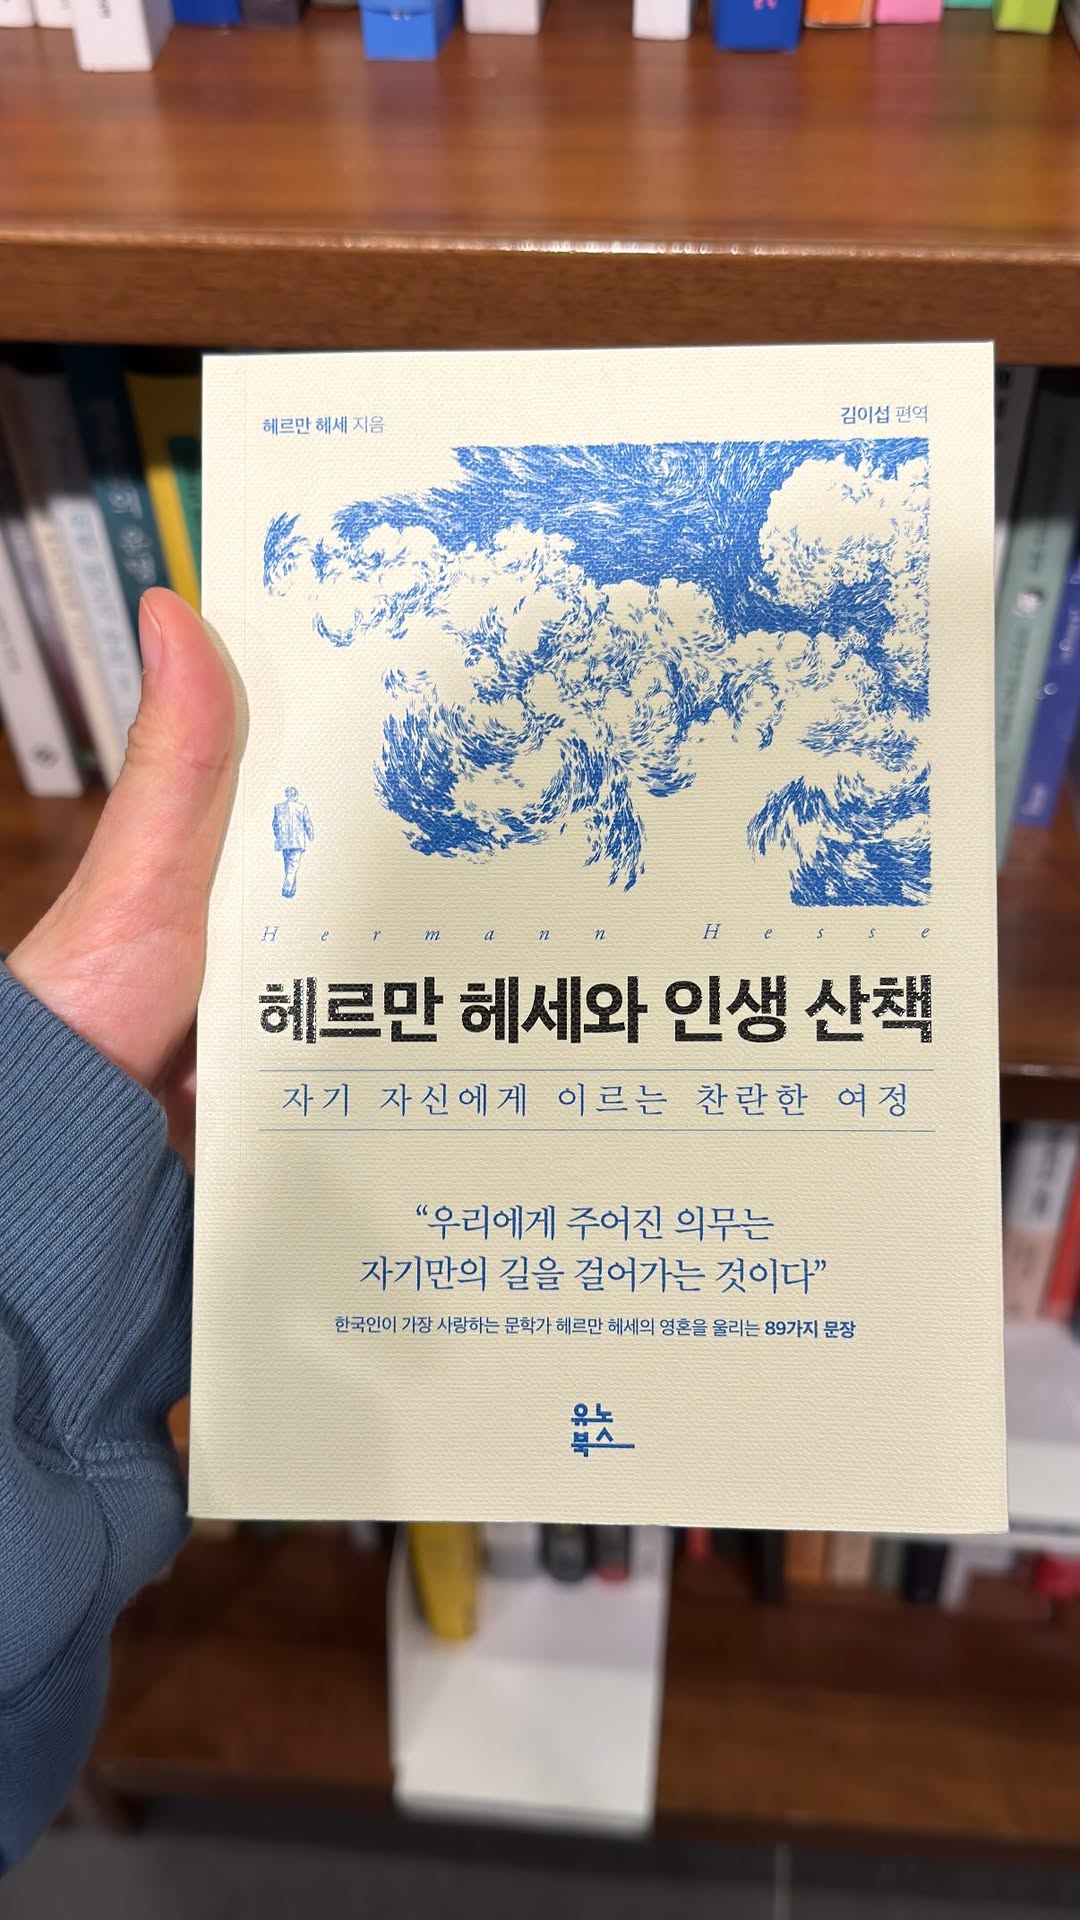 헤르만 헤세 지음
김이섭 편역
Hermann Hesse
헤르만 헤세와 인생 산책
자기 자신에게 이르는 찬란한 여정
“우리에게 주어진 의무는
자기만의 길을 걸어가는 것이다”
한국인이 가장 사랑하는 문학가 헤르만 헤세의 영혼을 울리는 89가지 문장
유노
북스